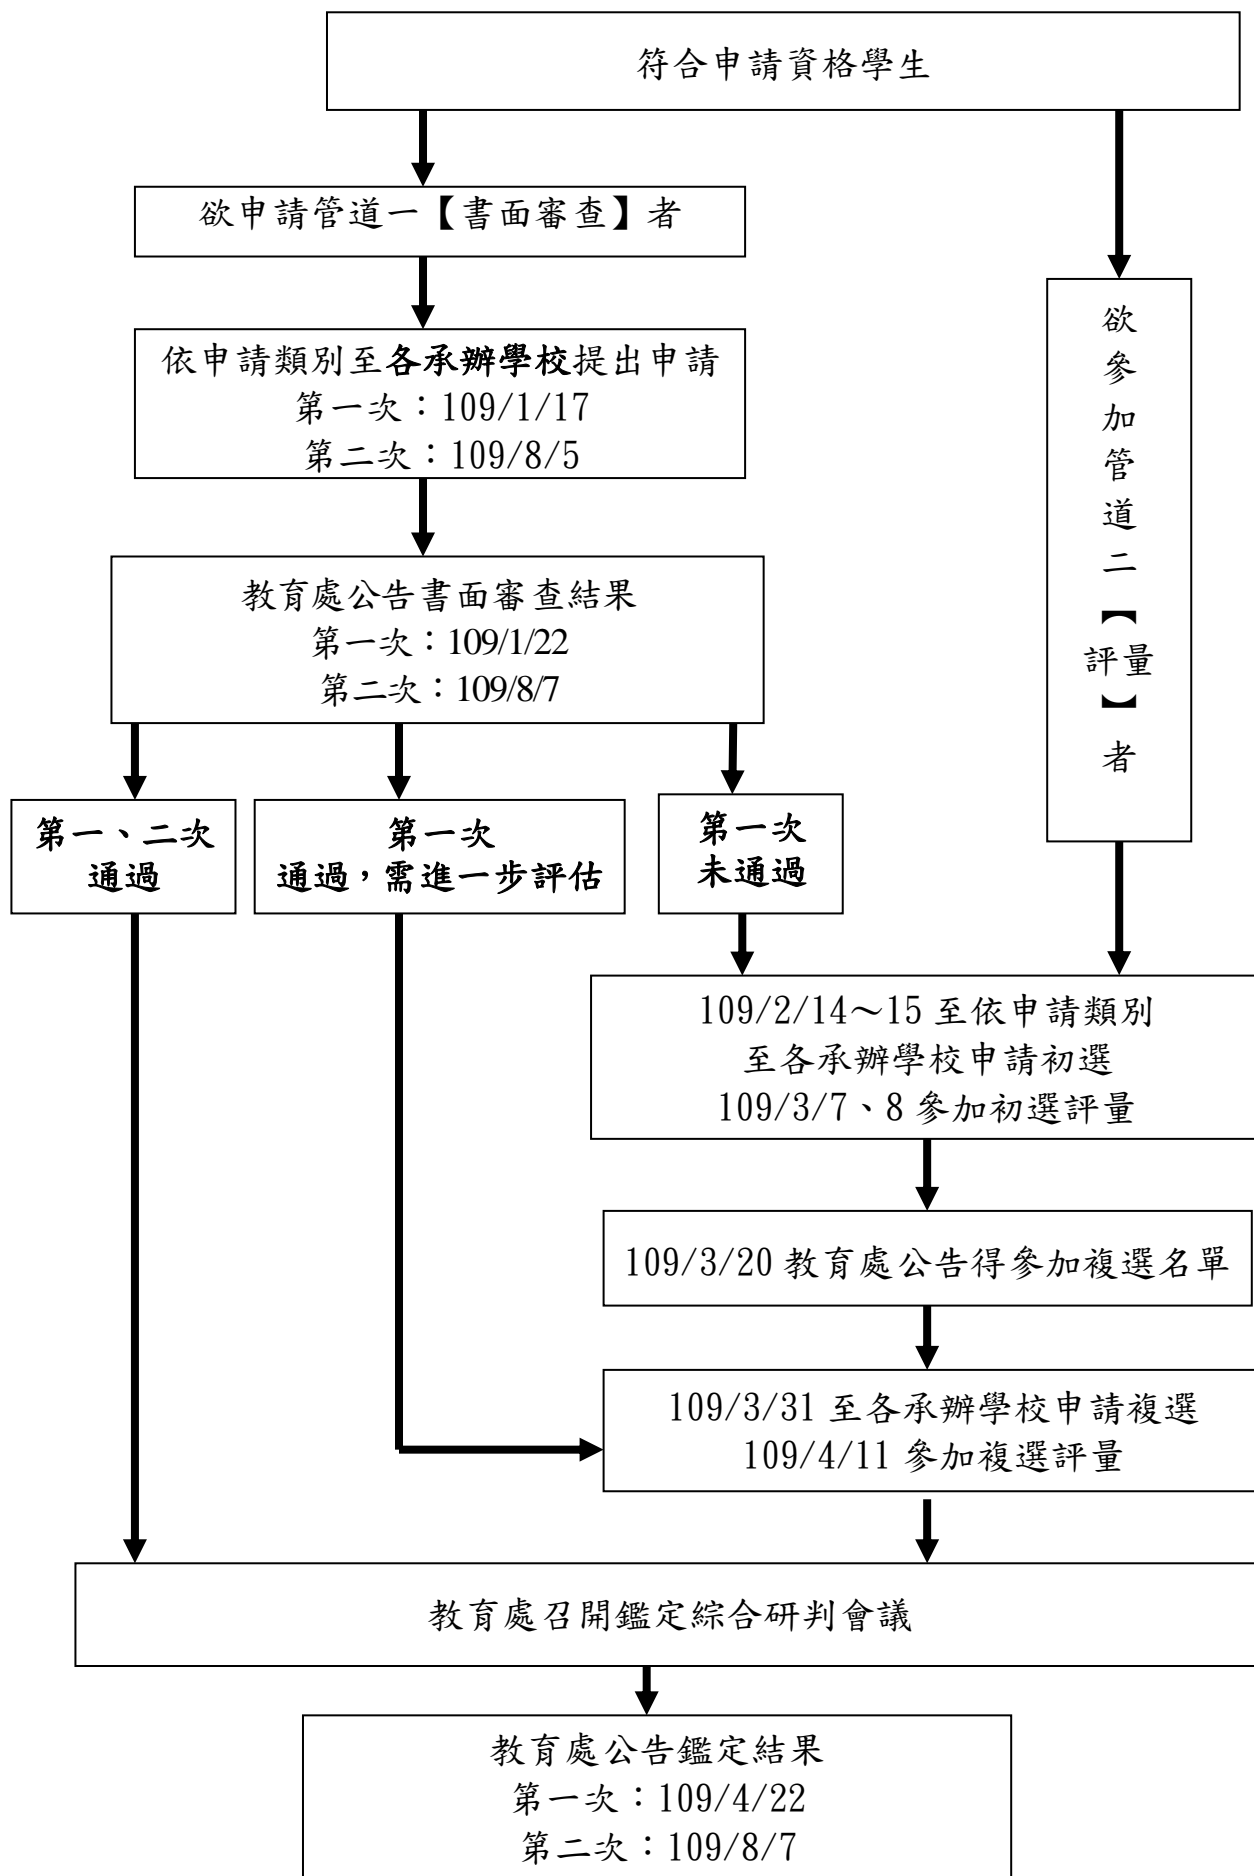 符合申請資格學生
欲申請管道一【書面審查】者
依申請類別至各承辦學校提出申請
第一次：109/1/17
第二次：109/8/5
欲參加管道二【評量】者
教育處公告書面審查結果
第一次：109/1/22
第二次：109/8/7
第一、二次
通過
第一次
通過，需進一步評估
第一次
未通過
109/2/14～15 至依申請類別
至各承辦學校申請初選
109/3/7、8 參加初選評量
109/3/20 教育處公告得參加複選名單
109/3/31 至各承辦學校申請複選
109/4/11 參加複選評量
教育處召開鑑定綜合研判會議
教育處公告鑑定結果
第一次：109/4/22
第二次：109/8/7